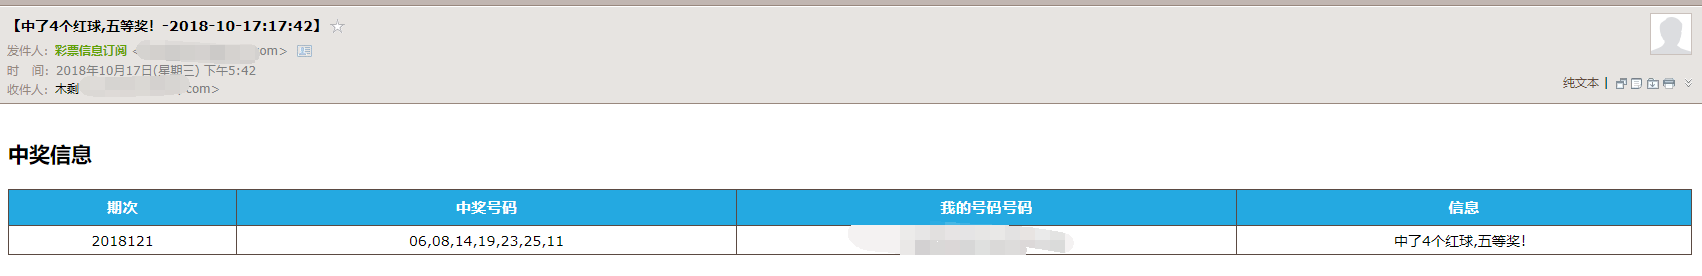 【中了4个红球,五等奖！-2018-10-17:17:42】
发件人：彩票信息订阅 < om>
时 间：2018年10月17日(星期三) 下午5:42
收件人：木剩 .com>
纯文本 |
中奖信息
期次 中奖号码 我的号码号码 信息
2018121 06,08,14,19,23,25,11 中了4个红球,五等奖！